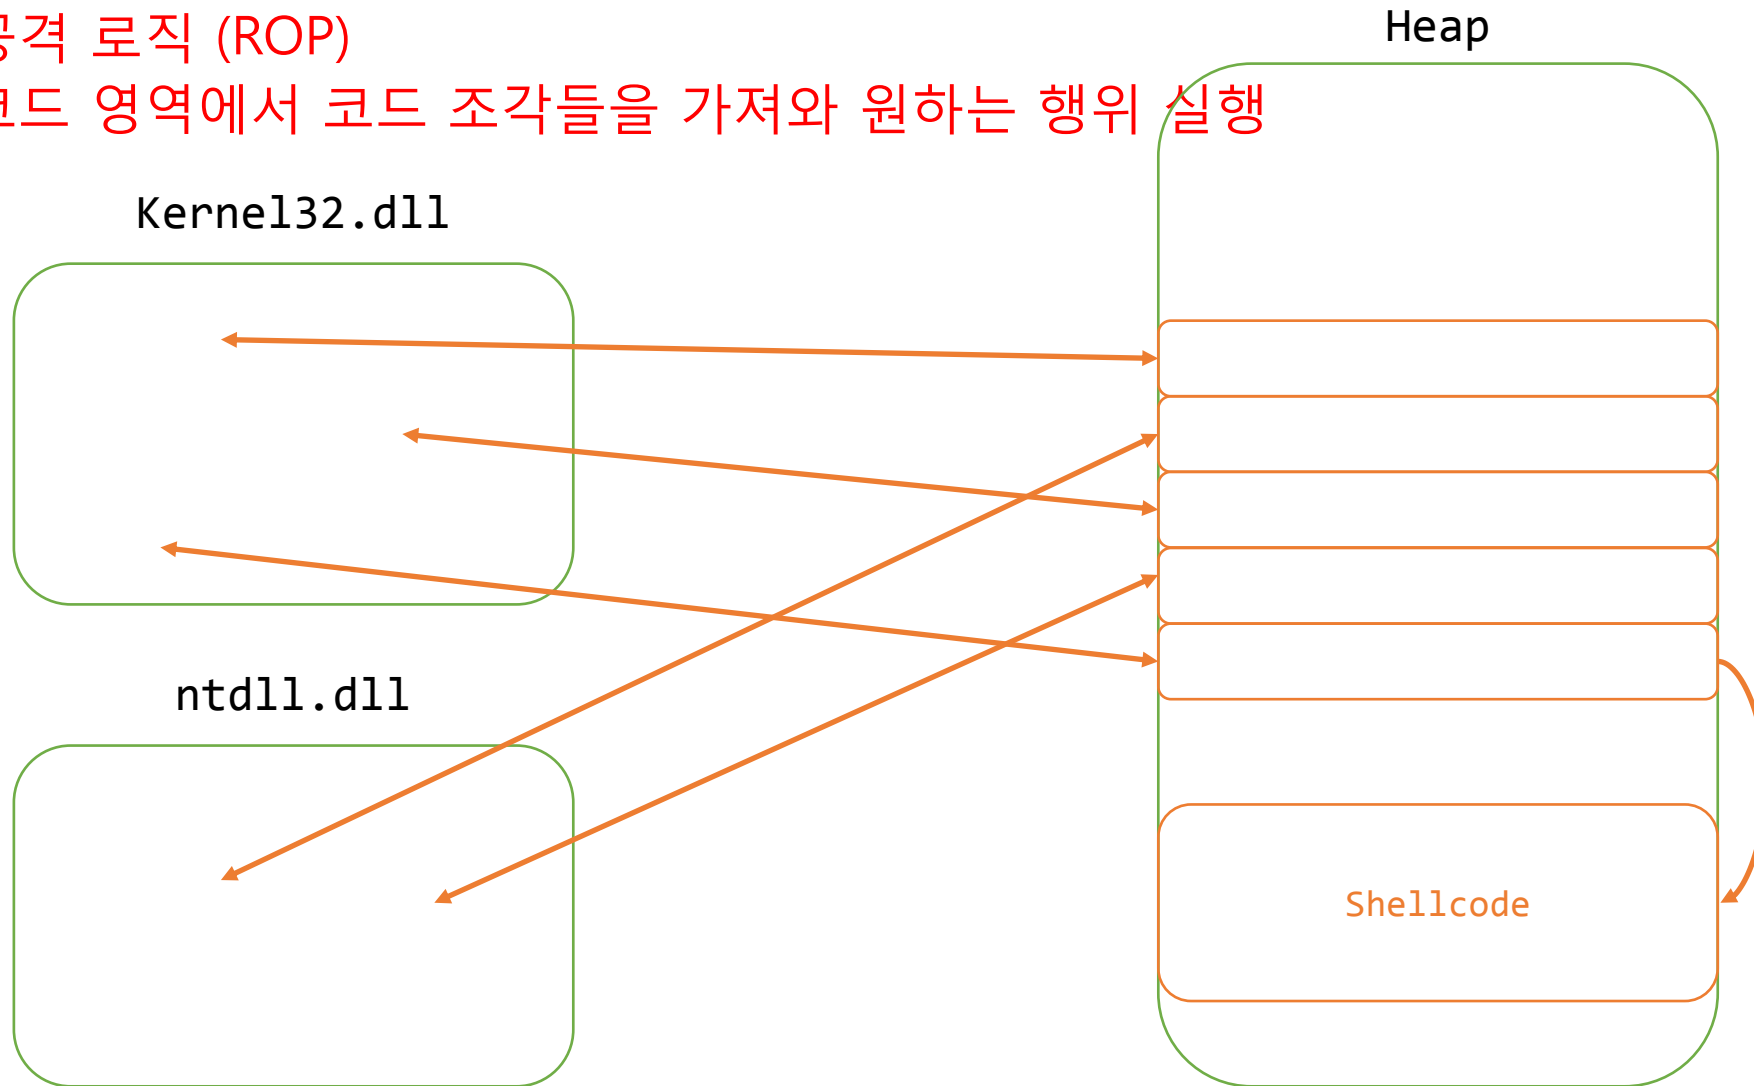 공격 로직 (ROP)
코드 영역에서 코드 조각들을 가져와 원하는 행위 실행
Heap
Kernel32.dll
ntdll.dll
Shellcode